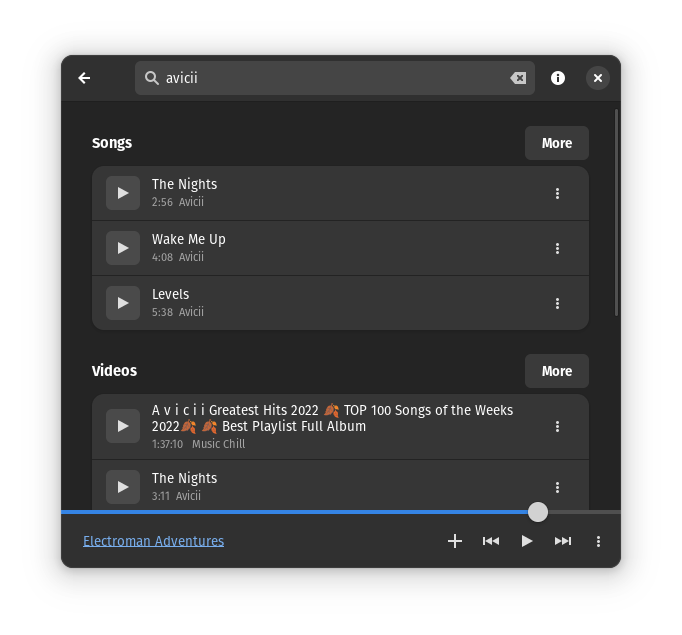 avicii
Songs
More
The Nights
2:56 Avicii
Wake Me Up
4:08 Avicii
Levels
5:38 Avicii
Videos
More
A v i c i i Greatest Hits 2022 🍂 TOP 100 Songs of the Weeks
2022🍂 🍂 Best Playlist Full Album
1:37:10 Music Chill
The Nights
3:11 Avicii
Electroman Adventures